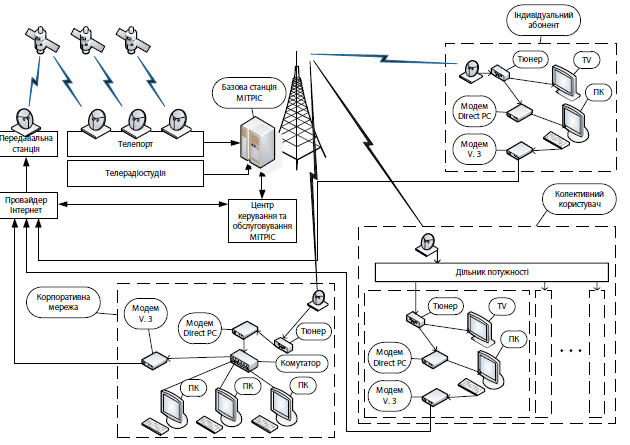 Індивідуальний
абонент
Тюнер
TV
ПК
Модем
Direct PC
Модем
V. 3
Базова станція
МІТРІС
Передавальна
станція
Телепорт
Телерадіостудія
Провайдер
Інтернет
Центр
керування та
обслуговування
МІТРІС
Колективний
користувач
Дільник потужності
Тюнер
TV
ПК
Модем
Direct PC
Модем
V. 3
Корпоративна
мережа
Модем
V. 3
Модем
Direct PC
Тюнер
Комутатор
ПК
ПК
ПК